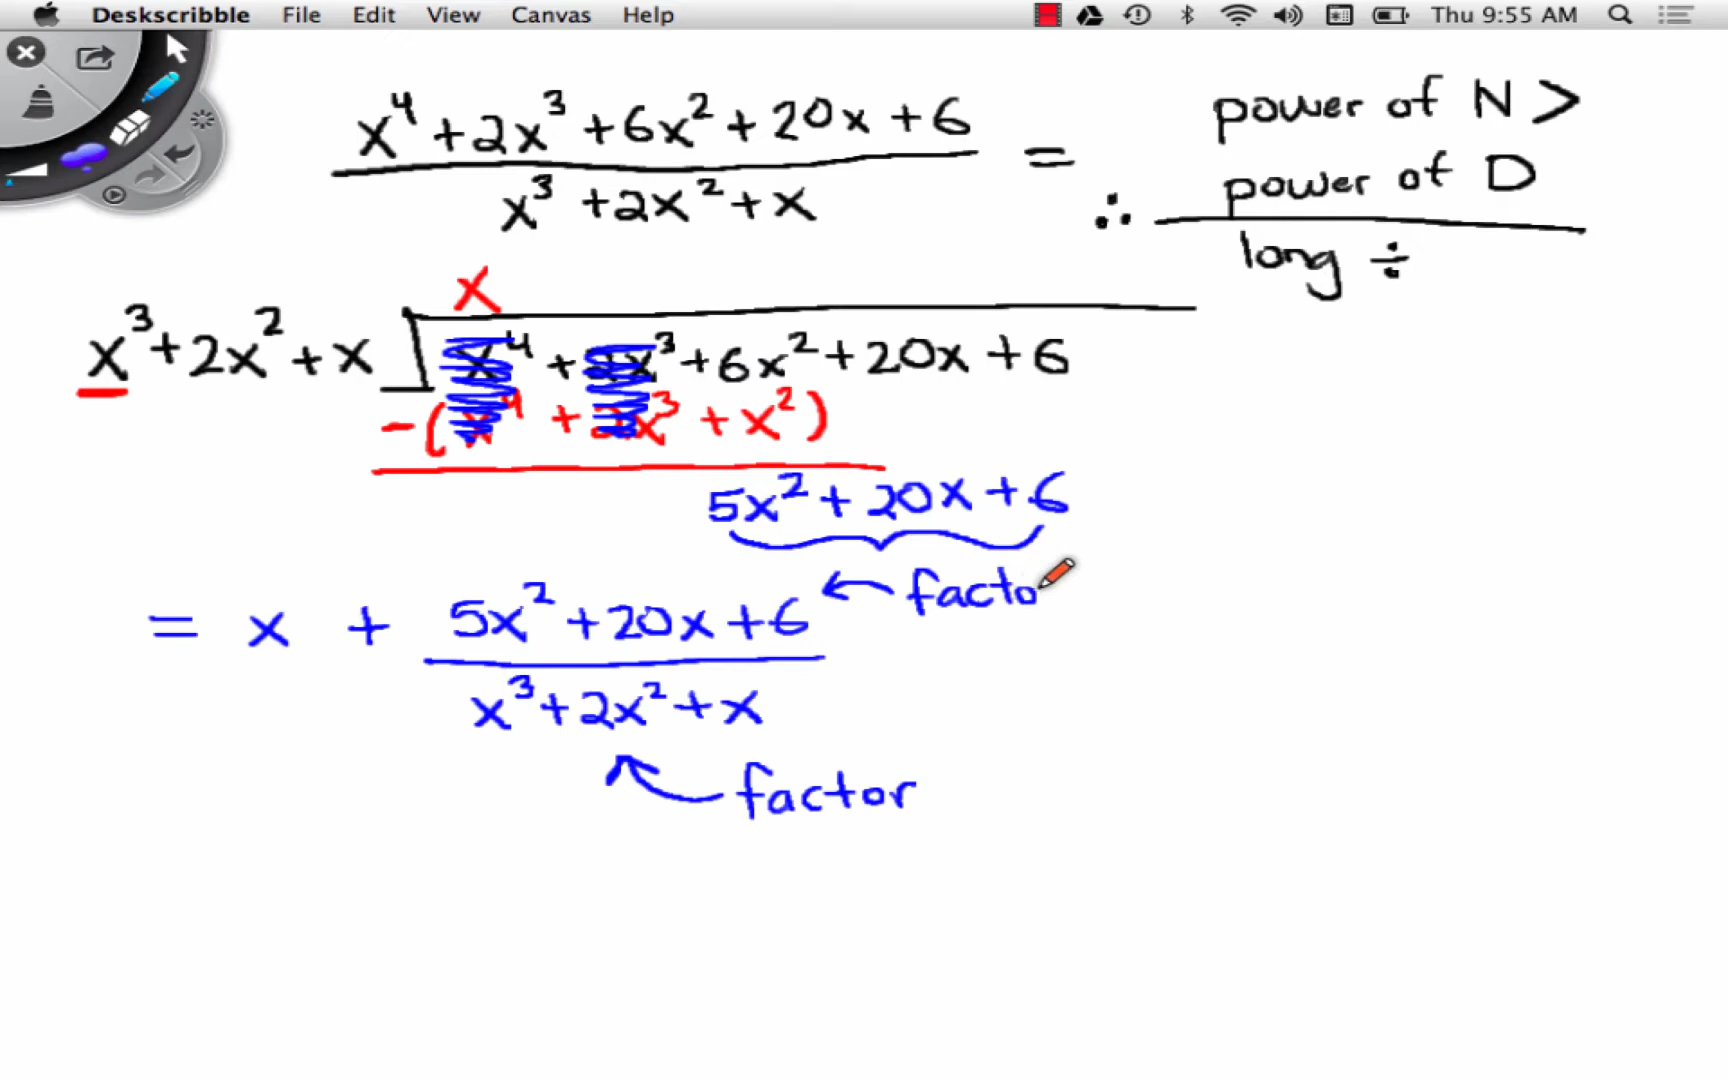 Deskscribble File Edit View Canvas Help Thu 9:55 AM
x⁴ + 2x³ + 6x² + 20x + 6 =
x³ + 2x² + x
power of N >
power of D
∴
long ÷
x
x³ + 2x² + x x⁴ + 2x³ + 6x² + 20x + 6
-(x⁴ + 2x³ + x²)
5x² + 20x + 6
= x + 5x² + 20x + 6 ← facto
x³ + 2x² + x
factor